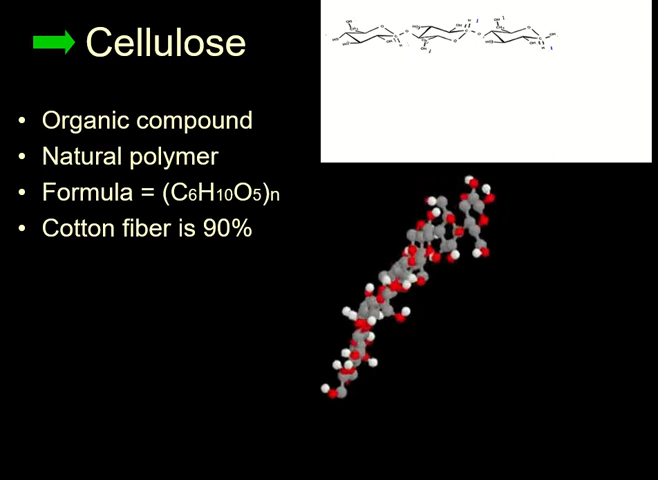 Cellulose
• Organic compound
• Natural polymer
• Formula = (C6H10O5)n
• Cotton fiber is 90%